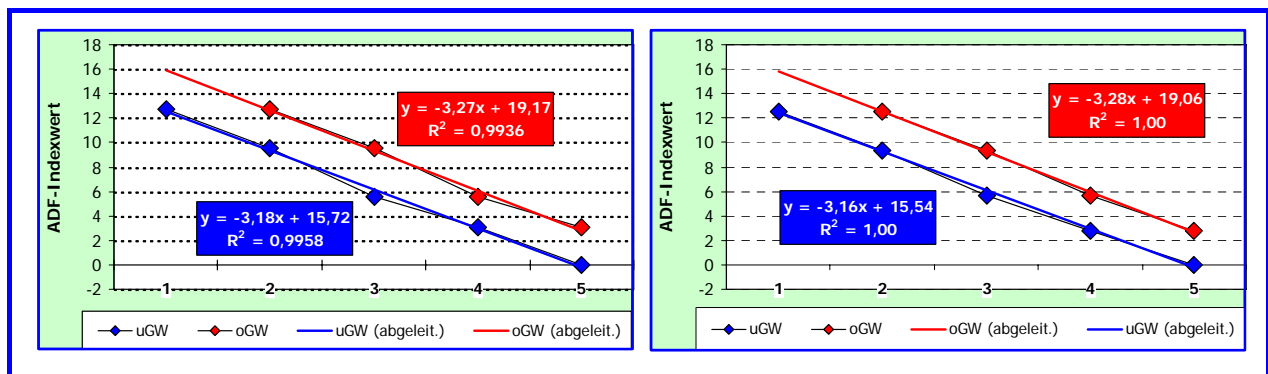 ADF-Indexwert
18
16
14
12
10
8
6
4
2
0
-2
y = -3,27x + 19,17
R² = 0,9936
y = -3,18x + 15,72
R² = 0,9958
1 2 3 4 5
uGW oGW uGW (abgeleit.) oGW (abgeleit.)
ADF-Indexwert
18
16
14
12
10
8
6
4
2
0
-2
y = -3,28x + 19,06
R² = 1,00
y = -3,16x + 15,54
R² = 1,00
1 2 3 4 5
uGW oGW oGW (abgeleit.) uGW (abgeleit.)